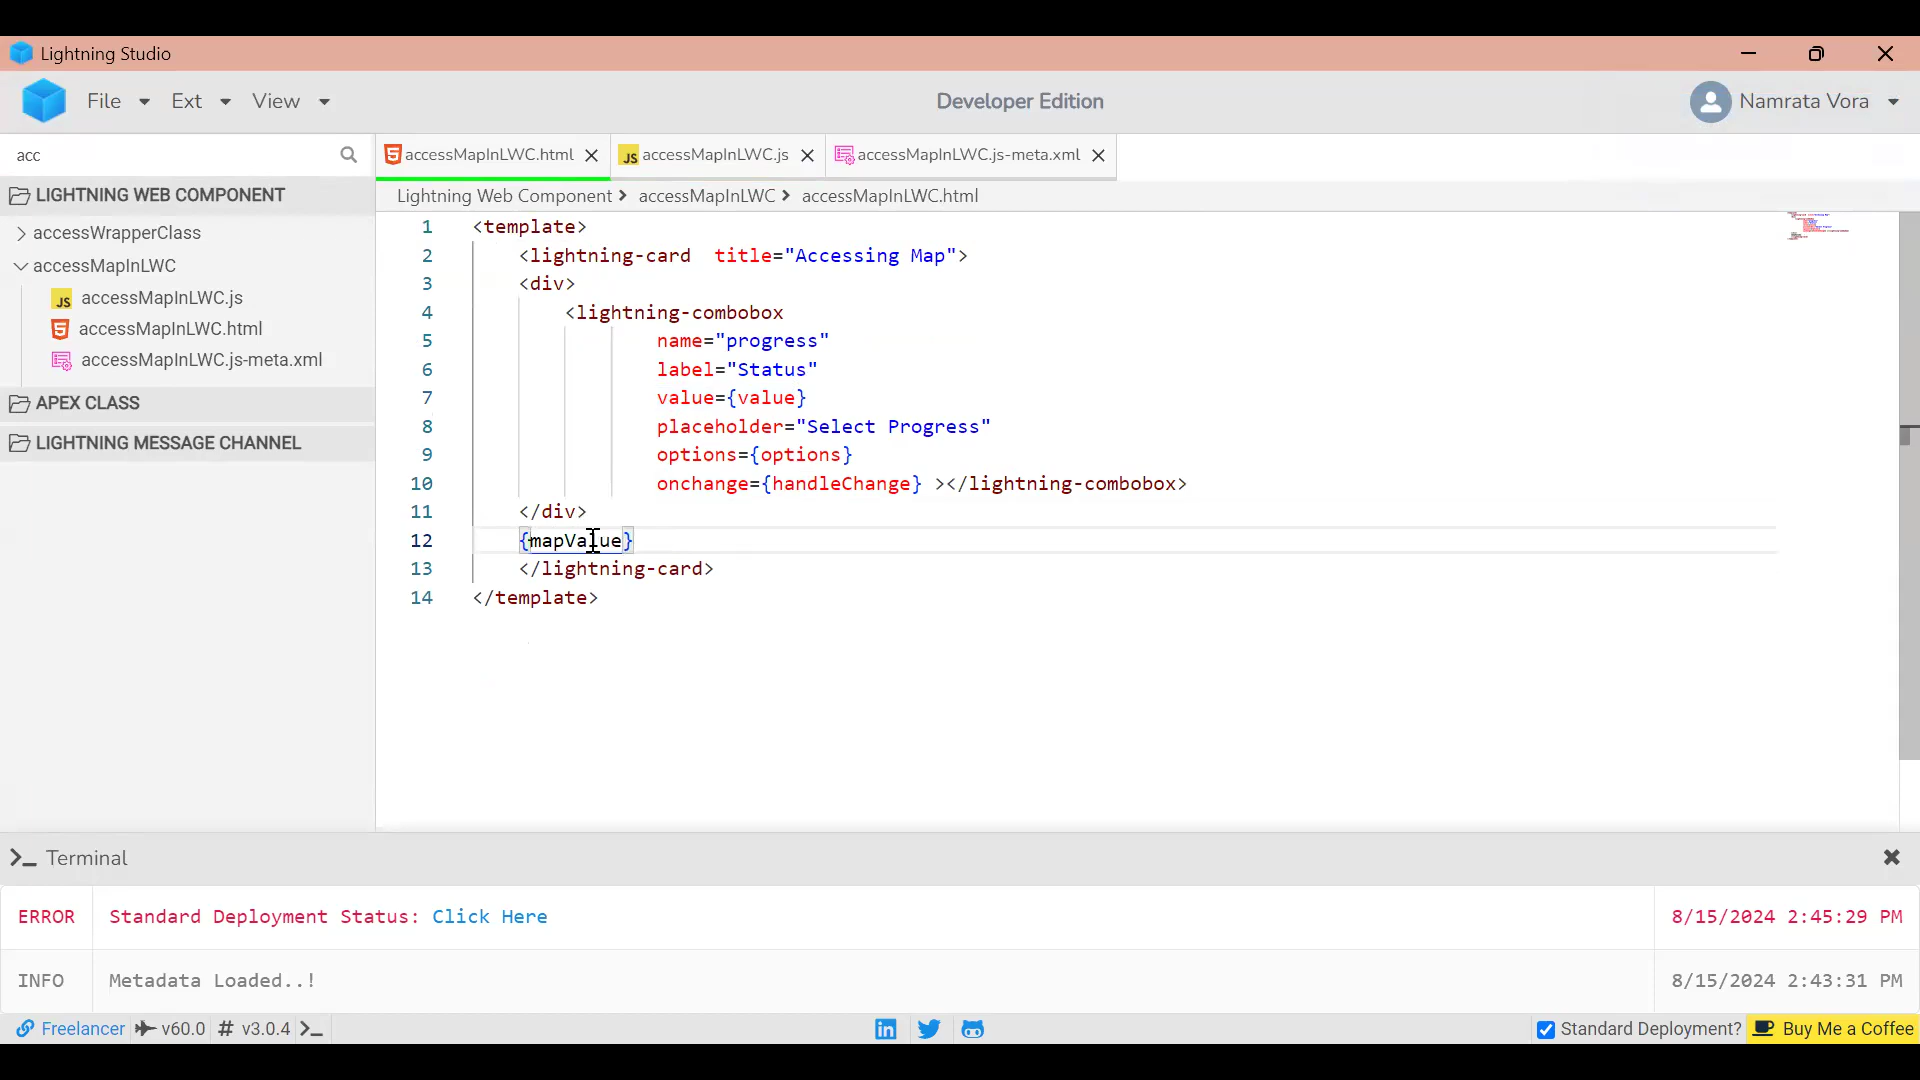 Lightning Studio
File Ext View Developer Edition Namrata Vora
acc
accessMapInLWC.html accessMapInLWC.js accessMapInLWC.js-meta.xml
Lightning Web Component > accessMapInLWC > accessMapInLWC.html
LIGHTNING WEB COMPONENT
accessWrapperClass
accessMapInLWC
accessMapInLWC.js
accessMapInLWC.html
accessMapInLWC.js-meta.xml
APEX CLASS
LIGHTNING MESSAGE CHANNEL
1 <template>
2 <lightning-card title="Accessing Map">
3 <div>
4 <lightning-combobox
5 name="progress"
6 label="Status"
7 value={value}
8 placeholder="Select Progress"
9 options={options}
10 onchange={handleChange} ></lightning-combobox>
11 </div>
12 {mapValue}
13 </lightning-card>
14 </template>
Terminal
ERROR Standard Deployment Status: Click Here 8/15/2024 2:45:29 PM
INFO Metadata Loaded..! 8/15/2024 2:43:31 PM
Freelancer v60.0 # v3.0.4 Standard Deployment? Buy Me a Coffee